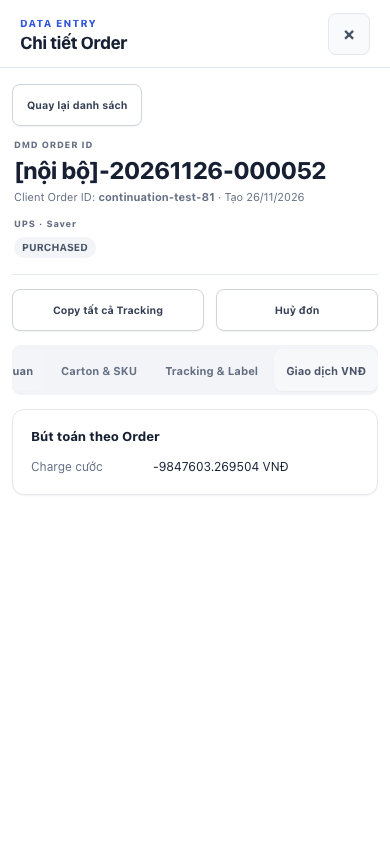 DATA ENTRY
Chi tiết Order
×
Quay lại danh sách
DMD ORDER ID
[nội bộ]-20261126-000052
Client Order ID: continuation-test-81 · Tạo 26/11/2026
UPS · Saver
PURCHASED
Copy tất cả Tracking
Huỷ đơn
uan
Carton & SKU
Tracking & Label
Giao dịch VNĐ
Bút toán theo Order
Charge cước -9847603.269504 VNĐ